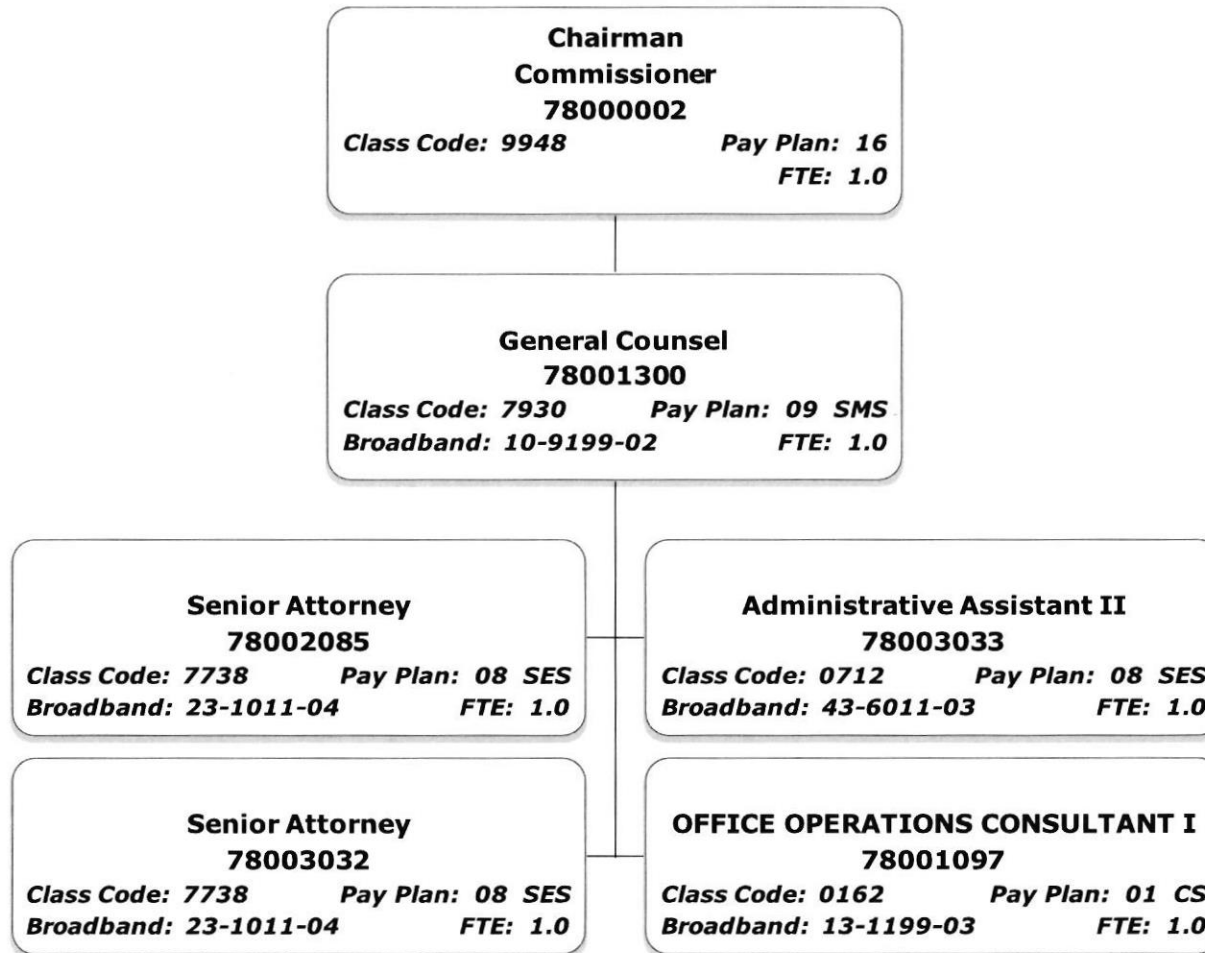 Chairman
Commissioner
78000002
Class Code: 9948 Pay Plan: 16
FTE: 1.0
General Counsel
78001300
Class Code: 7930 Pay Plan: 09 SMS
Broadband: 10-9199-02 FTE: 1.0
Senior Attorney
78002085
Class Code: 7738 Pay Plan: 08 SES
Broadband: 23-1011-04 FTE: 1.0
Administrative Assistant II
78003033
Class Code: 0712 Pay Plan: 08 SES
Broadband: 43-6011-03 FTE: 1.0
Senior Attorney
78003032
Class Code: 7738 Pay Plan: 08 SES
Broadband: 23-1011-04 FTE: 1.0
OFFICE OPERATIONS CONSULTANT I
78001097
Class Code: 0162 Pay Plan: 01 CS
Broadband: 13-1199-03 FTE: 1.0